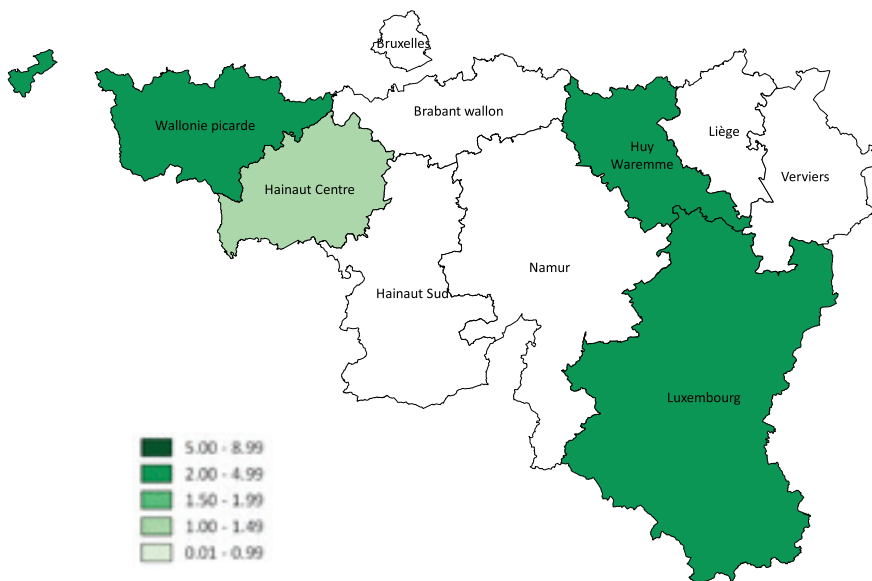 Bruxelles
Brabant wallon
Wallonie picarde
Liège
Huy
Waremme
Verviers
Hainaut Centre
Namur
Hainaut Sud
Luxembourg
5.00 - 8.99
2.00 - 4.99
1.50 - 1.99
1.00 - 1.49
0.01 - 0.99